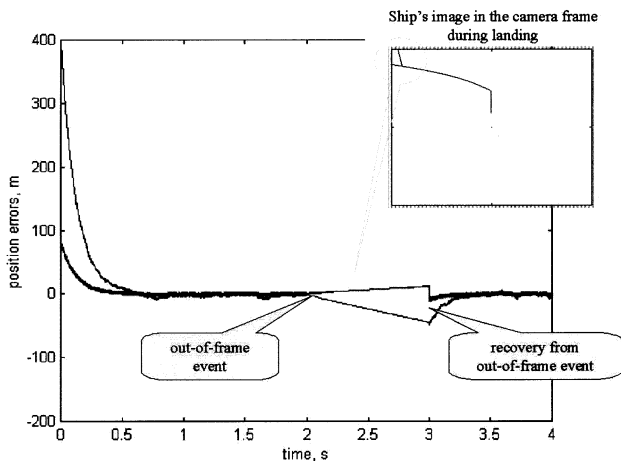 Ship's image in the camera frame
during landing
400
300
200
100
0
-100
-200
position errors, m
out-of-frame
event
recovery from
out-of-frame event
0
0.5
1
1.5
2
2.5
3
3.5
4
time, s